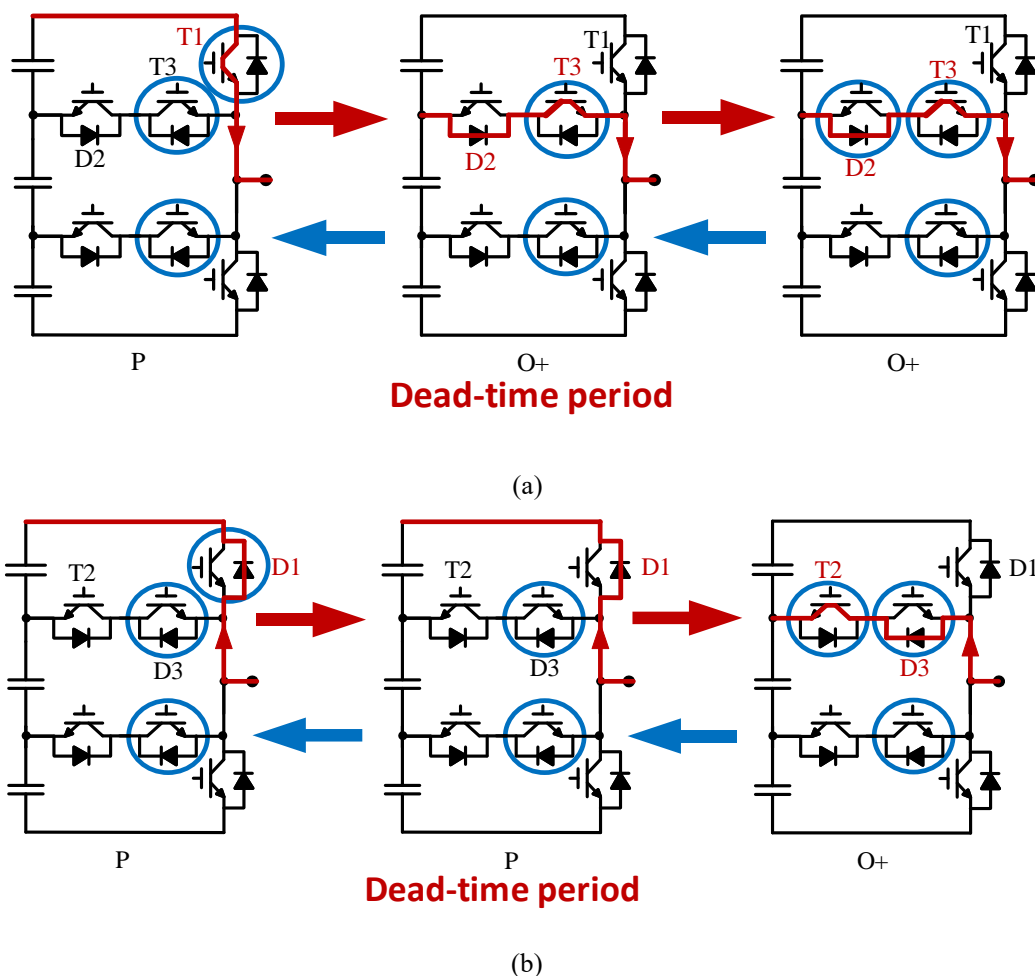 T1 T1 T1
T3 T3 T3
D2 D2 D2
P O+ O+
Dead-time period
(a)
T2 D1 T2 D1 T2 D1
D3 D3 D3
P P O+
Dead-time period
(b)